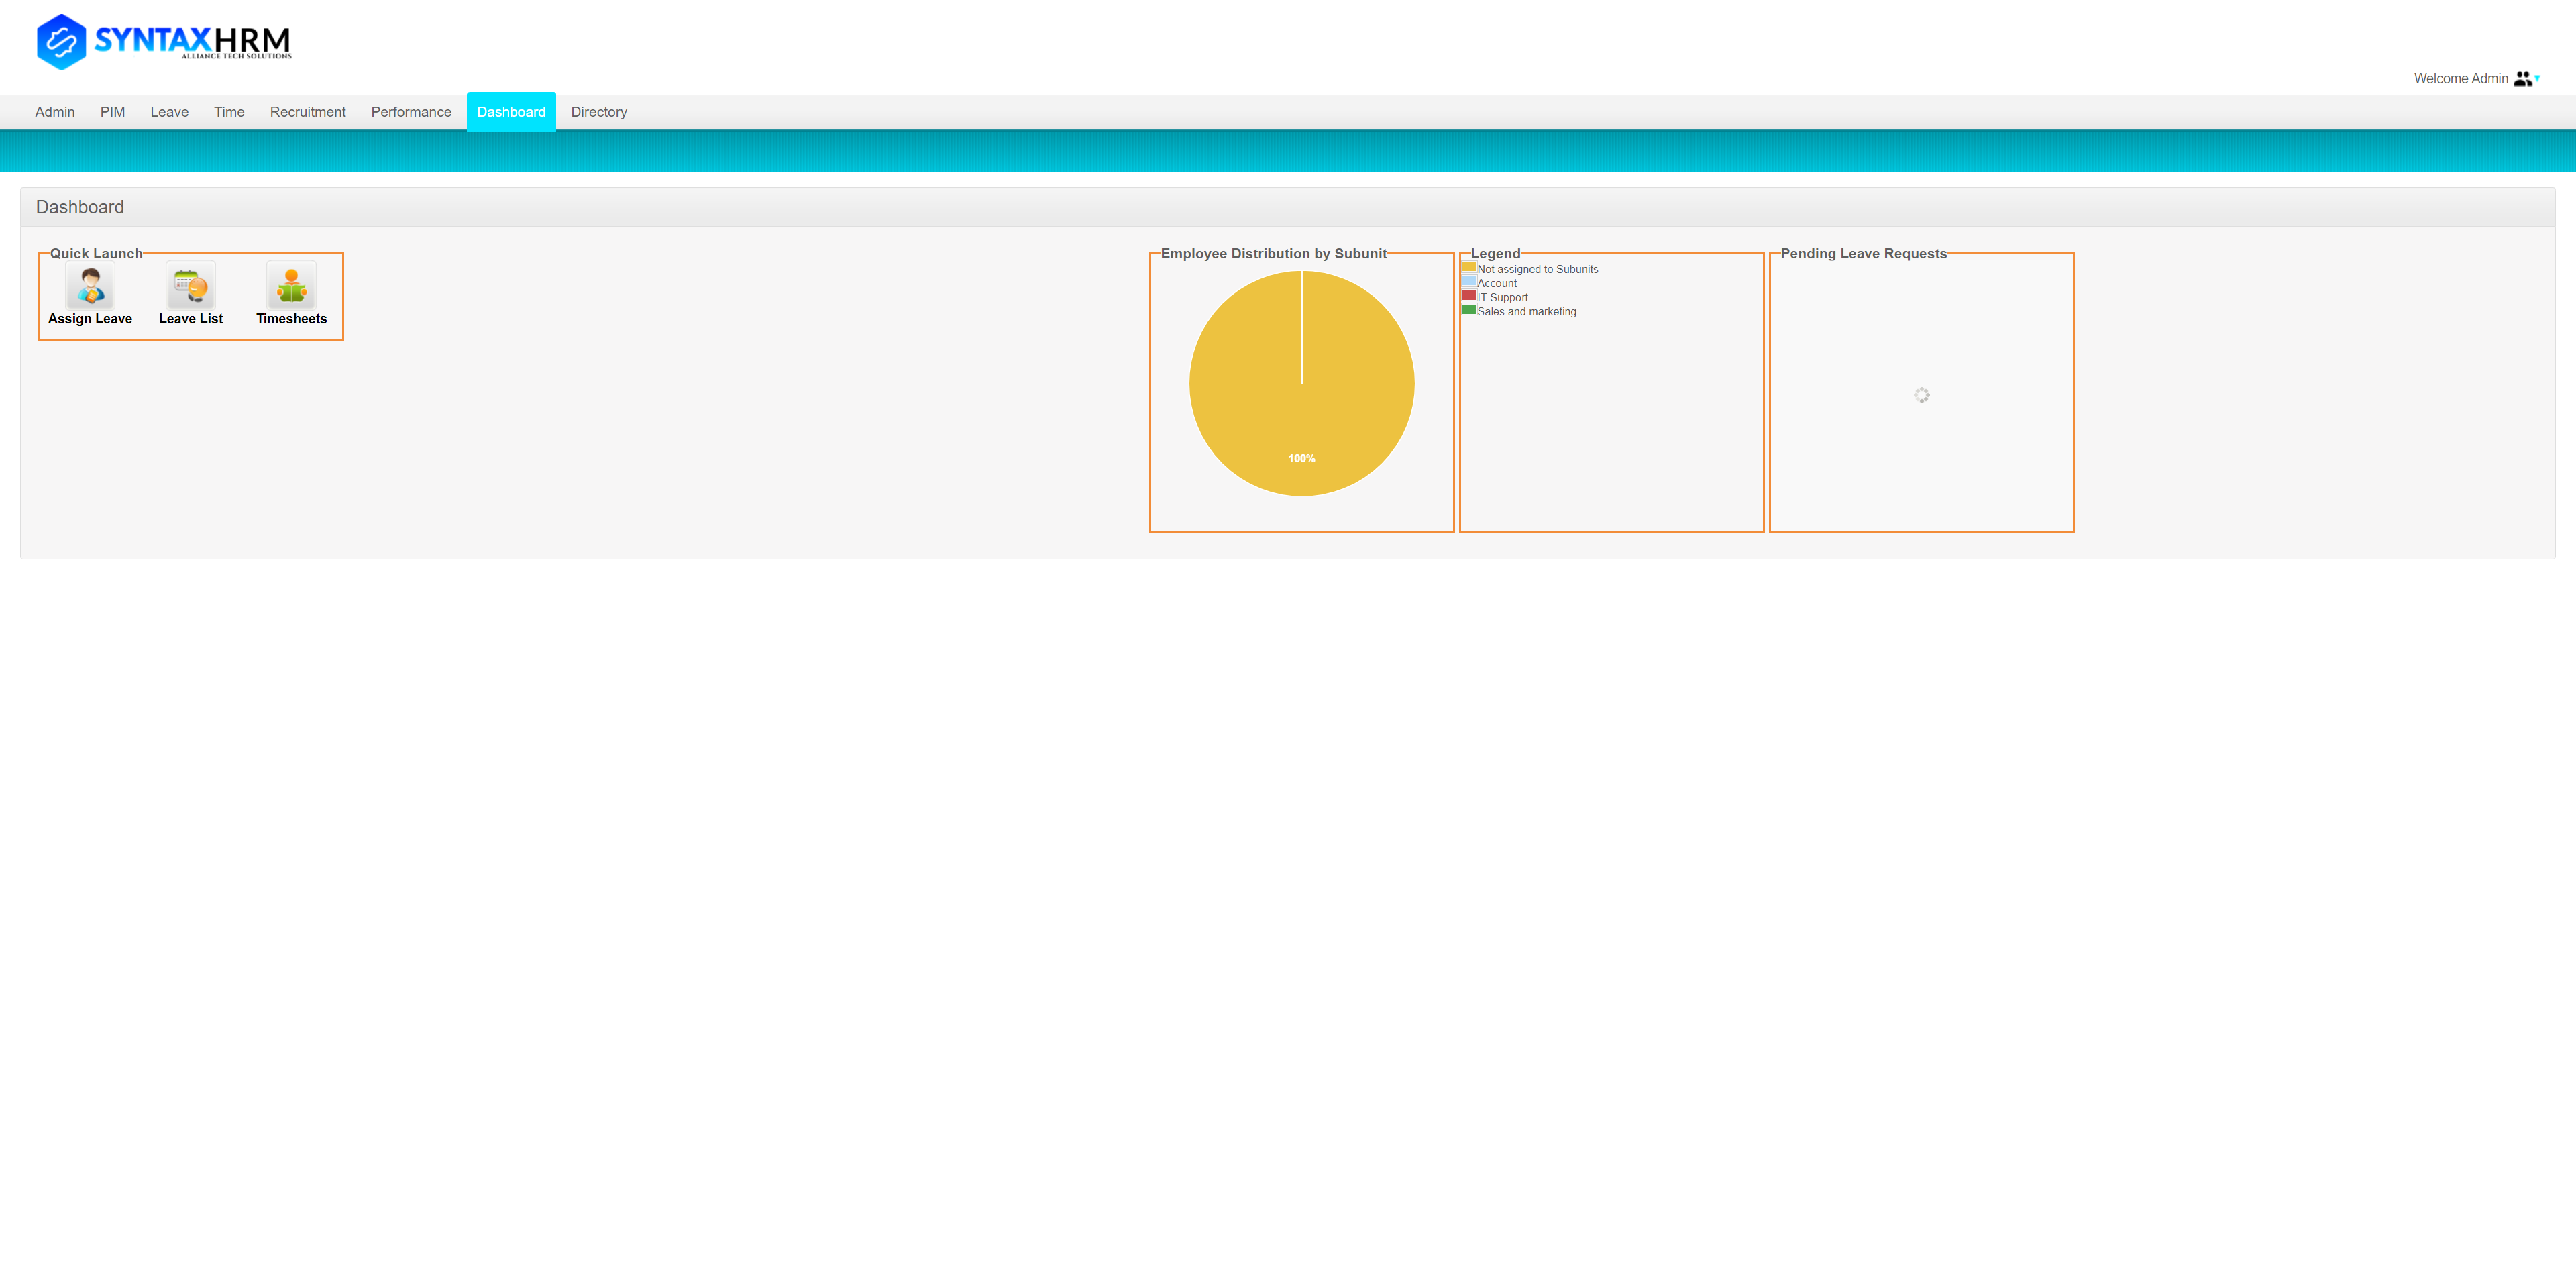 SYNTAXHRM
ALLIANCE TECH SOLUTIONS
Welcome Admin
Admin PIM Leave Time Recruitment Performance Dashboard Directory
Dashboard
Quick Launch
Assign Leave Leave List Timesheets
Employee Distribution by Subunit
100%
Legend
Not assigned to Subunits
Account
IT Support
Sales and marketing
Pending Leave Requests